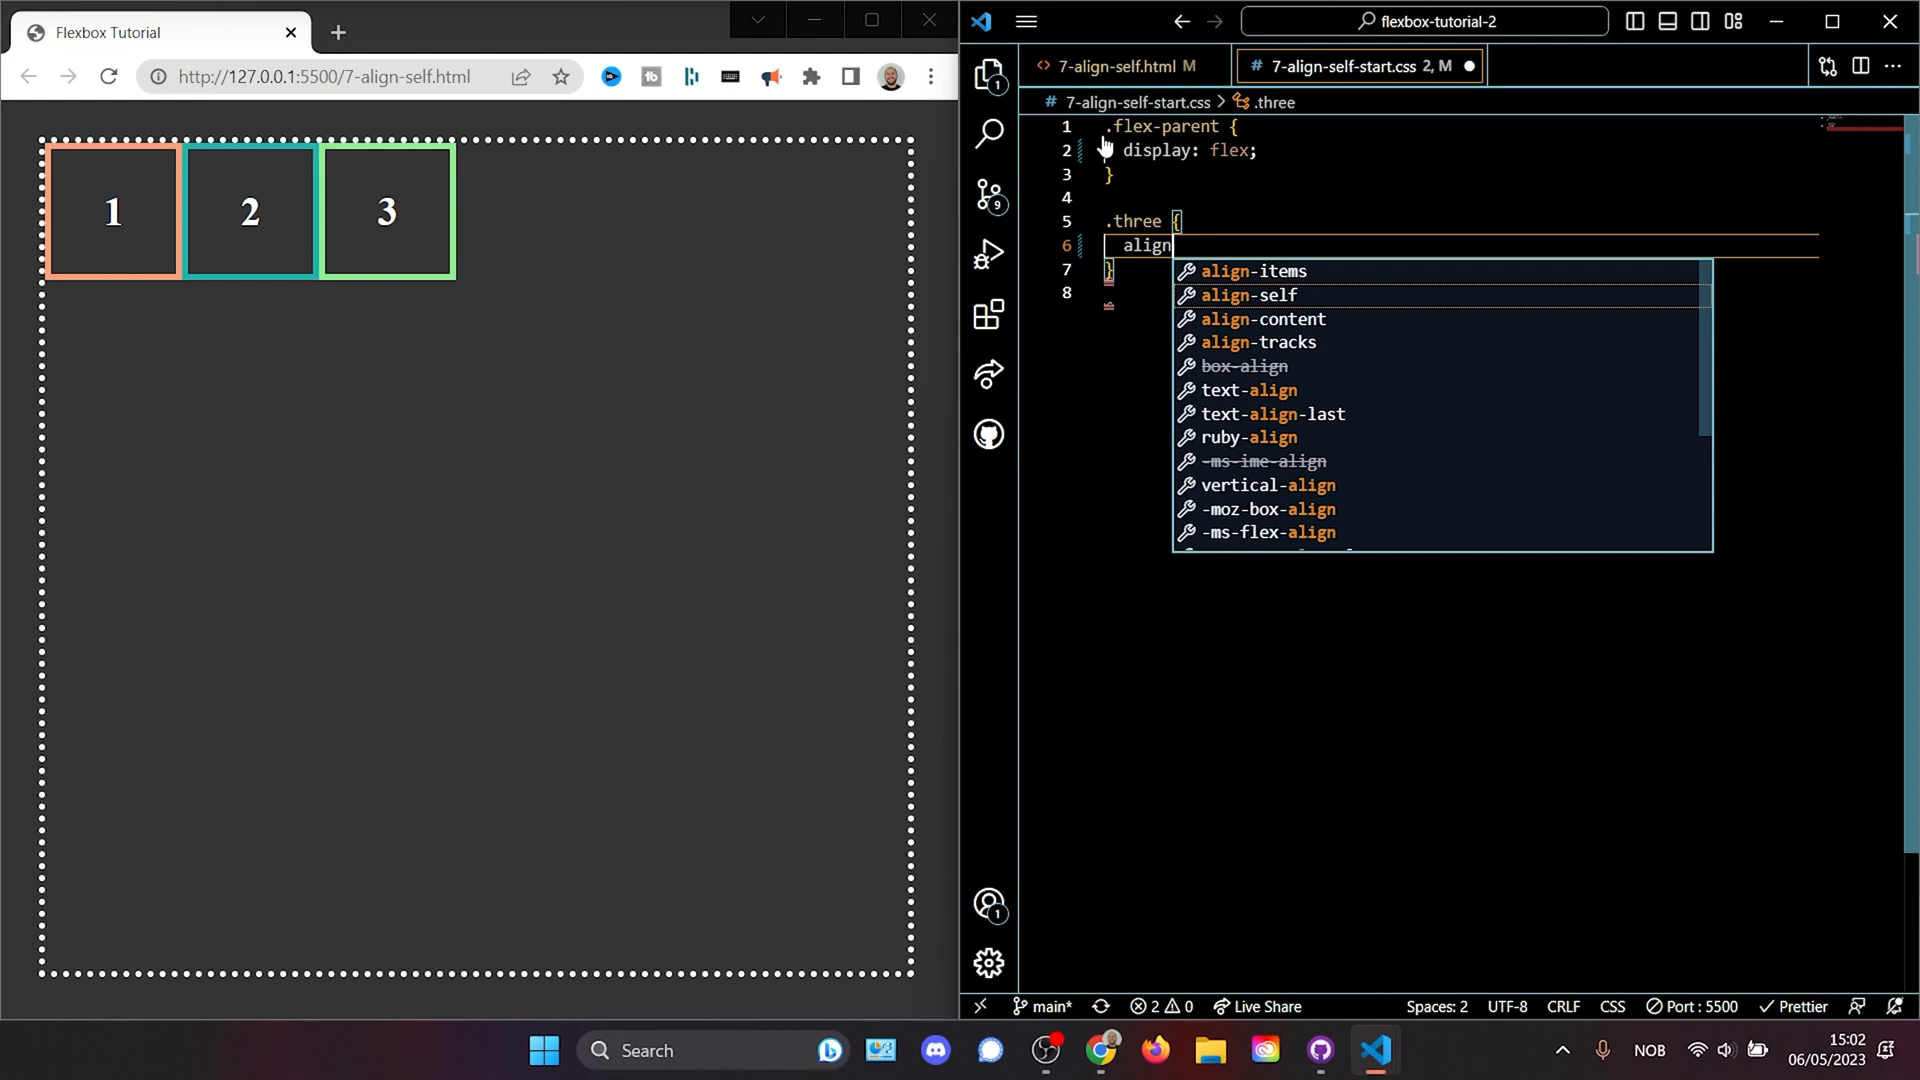 Flexbox Tutorial
http://127.0.0.1:5500/7-align-self.html
1
2
3
flexbox-tutorial-2
7-align-self.html M
# 7-align-self-start.css 2, M
# 7-align-self-start.css > .three
1 .flex-parent {
2 display: flex;
3 }
4
5 .three {
6 align
7 }
8
align-items
align-self
align-content
align-tracks
box-align
text-align
text-align-last
ruby-align
-ms-ime-align
vertical-align
-moz-box-align
-ms-flex-align
1
9
1
main*
2 0
Live Share
Spaces: 2
UTF-8
CRLF
CSS
Port : 5500
Prettier
Search
NOB
15:02
06/05/2023